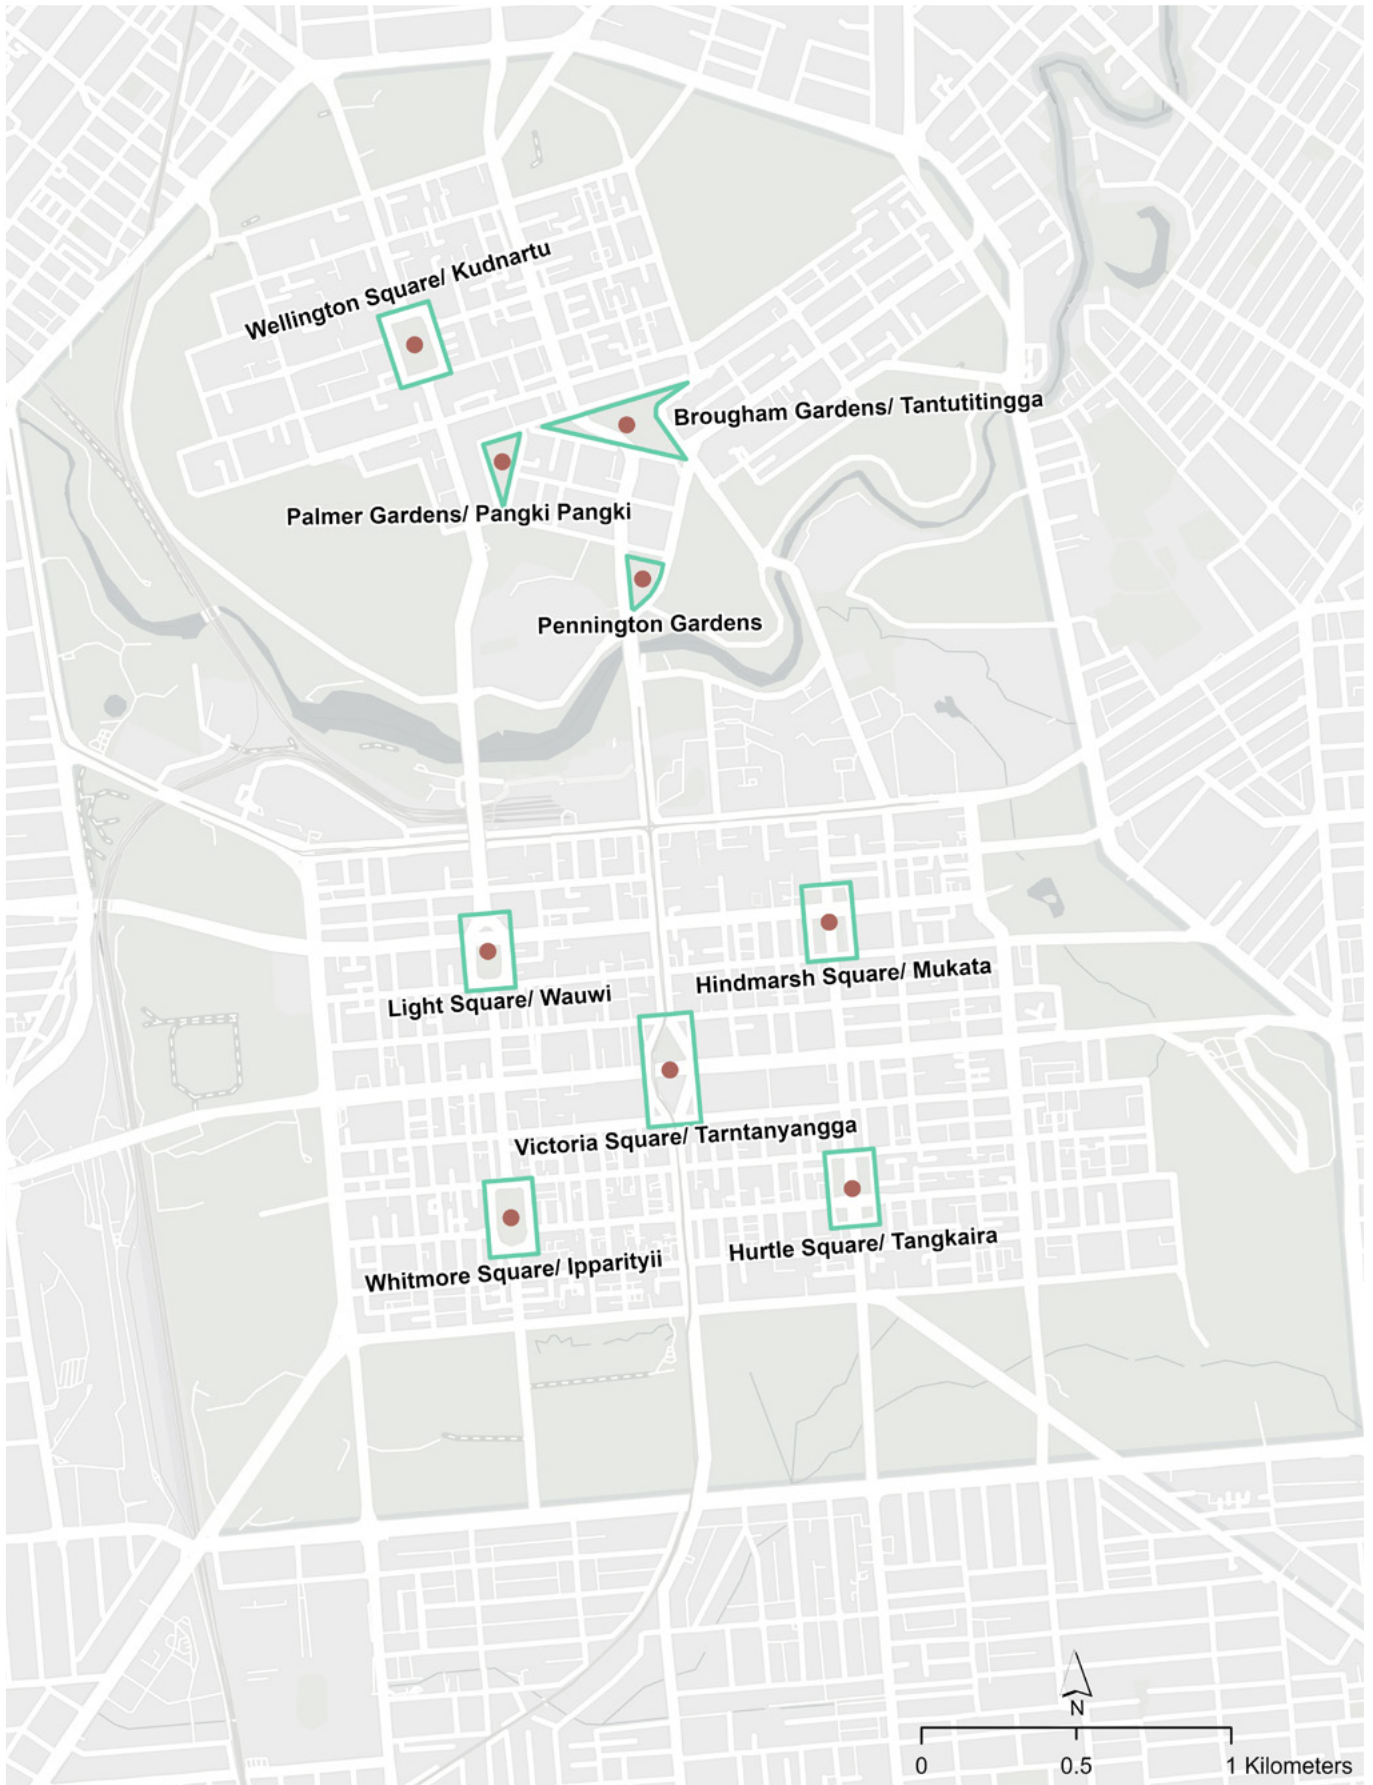 Wellington Square/ Kudnartu
Brougham Gardens/ Tantutitingga
Palmer Gardens/ Pangki Pangki
Pennington Gardens
Hindmarsh Square/ Mukata
Light Square/ Wauwi
Victoria Square/ Tarntanyangga
Hurtle Square/ Tangkaira
Whitmore Square/ Ipparityii
N
0 0.5 1 Kilometers